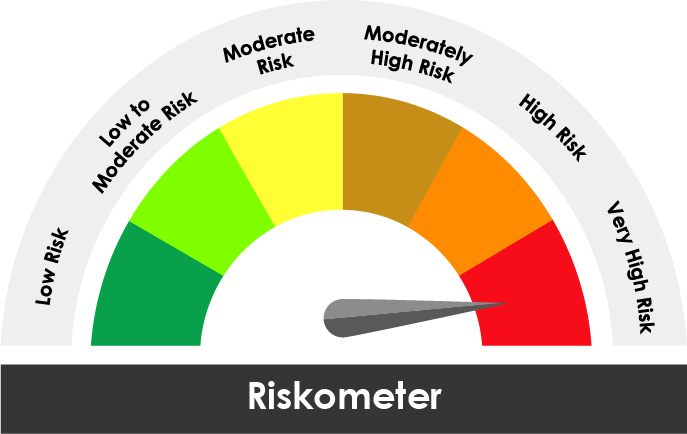 Low Risk
Low to
Moderate Risk
Moderate
Risk
Moderately
High Risk
High Risk
Very High Risk
Riskometer